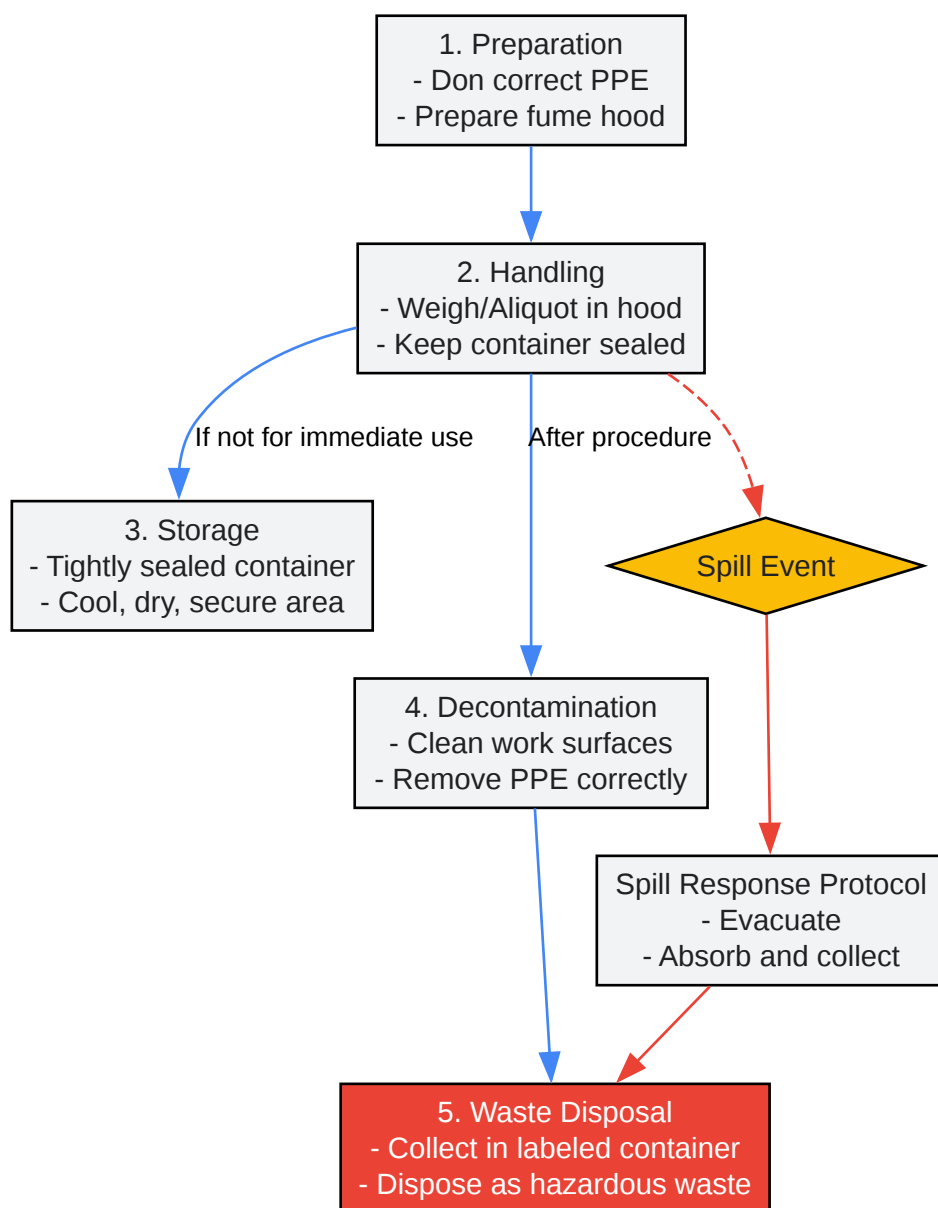 1. Preparation
- Don correct PPE
- Prepare fume hood
2. Handling
- Weigh/Aliquot in hood
- Keep container sealed
If not for immediate use
After procedure
3. Storage
- Tightly sealed container
- Cool, dry, secure area
Spill Event
4. Decontamination
- Clean work surfaces
- Remove PPE correctly
Spill Response Protocol
- Evacuate
- Absorb and collect
5. Waste Disposal
- Collect in labeled container
- Dispose as hazardous waste